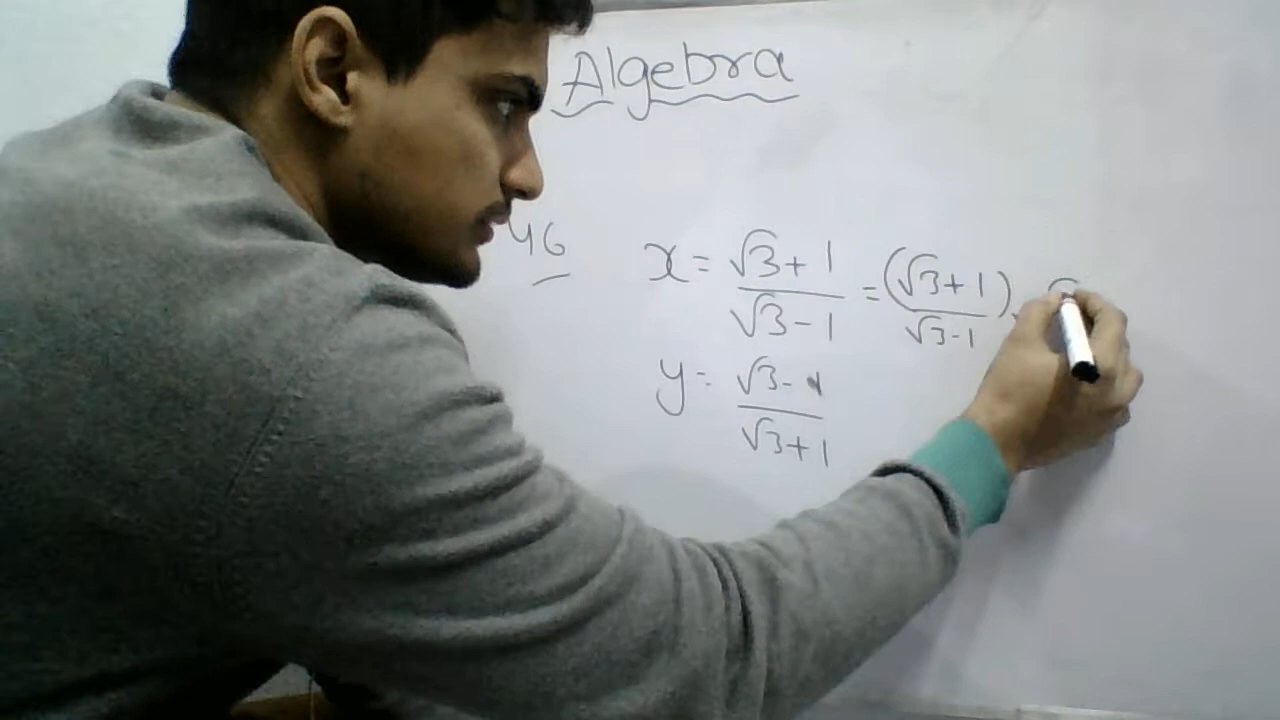 Algebra
46 x = √3+1 / √3-1 = (√3+1) / √3-1
y = √3-1 / √3+1